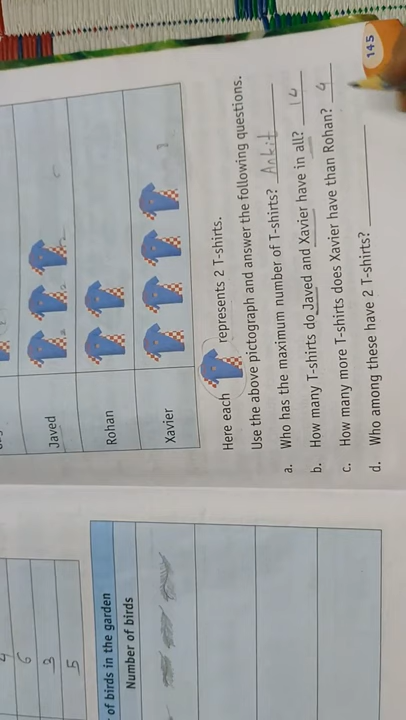 Javed
Rohan
Xavier
Here each represents 2 T-shirts.
Use the above pictograph and answer the following questions.
a. Who has the maximum number of T-shirts? Ankit
b. How many T-shirts do Javed and Xavier have in all? 14
c. How many more T-shirts does Xavier have than Rohan? 4
d. Who among these have 2 T-shirts?
145
6
3
5
of birds in the garden
Number of birds